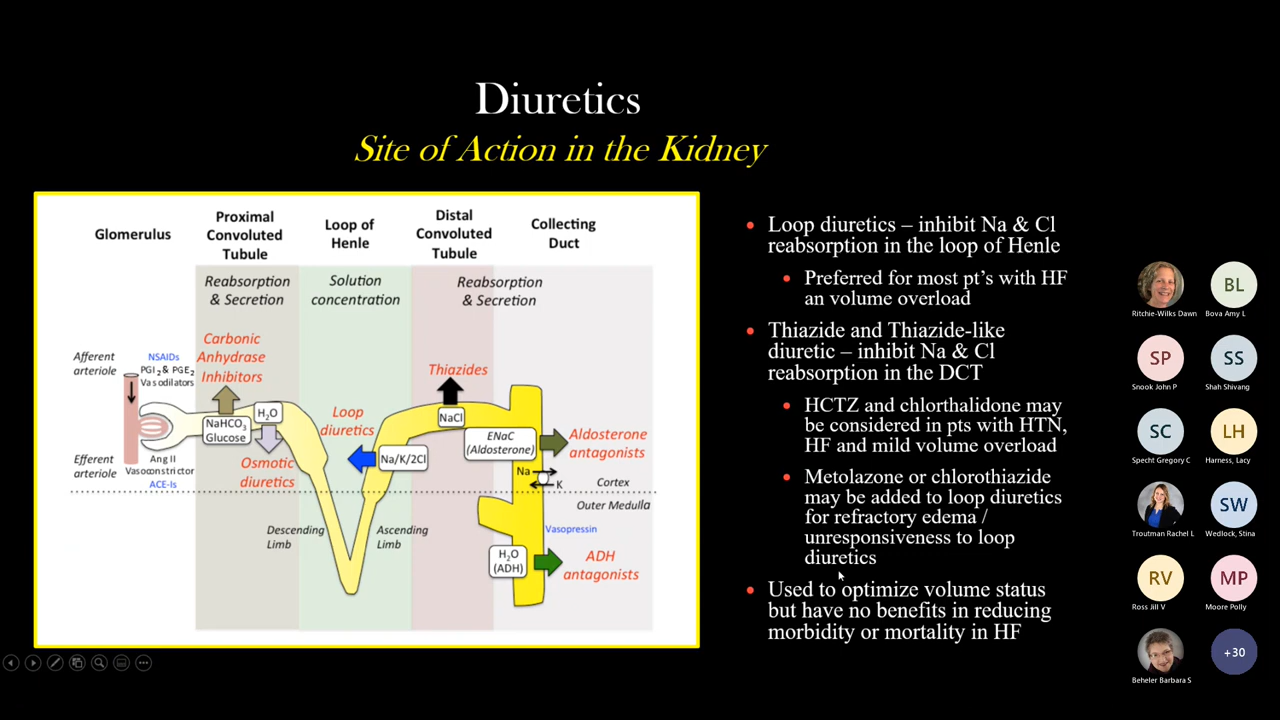 Diuretics
Site of Action in the Kidney
Glomerulus
Proximal
Convoluted
Tubule
Loop of
Henle
Distal
Convoluted
Tubule
Collecting
Duct
Reabsorption
& Secretion
Solution
concentration
Reabsorption
& Secretion
Afferent
arteriole
NSAIDs
PGI2 & PGE2
Vasodilators
Carbonic
Anhydrase
Inhibitors
NaHCO3
Glucose
H2O
Osmotic
diuretics
Efferent
arteriole
Ang II
Vasoconstrictor
ACE-Is
Loop
diuretics
Na/K/2Cl
Thiazides
NaCl
ENaC
(Aldosterone)
Aldosterone
antagonists
Na
K
Cortex
Outer Medulla
Descending
Limb
Ascending
Limb
Vasopressin
H2O
(ADH)
ADH
antagonists
• Loop diuretics – inhibit Na & Cl
reabsorption in the loop of Henle
• Preferred for most pt's with HF
an volume overload
• Thiazide and Thiazide-like
diuretic – inhibit Na & Cl
reabsorption in the DCT
• HCTZ and chlorthalidone may
be considered in pts with HTN,
HF and mild volume overload
• Metolazone or chlorothiazide
may be added to loop diuretics
for refractory edema /
unresponsiveness to loop
diuretics
• Used to optimize volume status
but have no benefits in reducing
morbidity or mortality in HF
Ritchie-Wilks Dawn
BL
Bova Amy L
SP
Snook John P
SS
Shah Shivang
SC
Specht Gregory C
LH
Harness, Lacy
Troutman Rachel L
SW
Wedlock, Stina
RV
Ross Jill V
MP
Moore Polly
Beheler Barbara S
+30